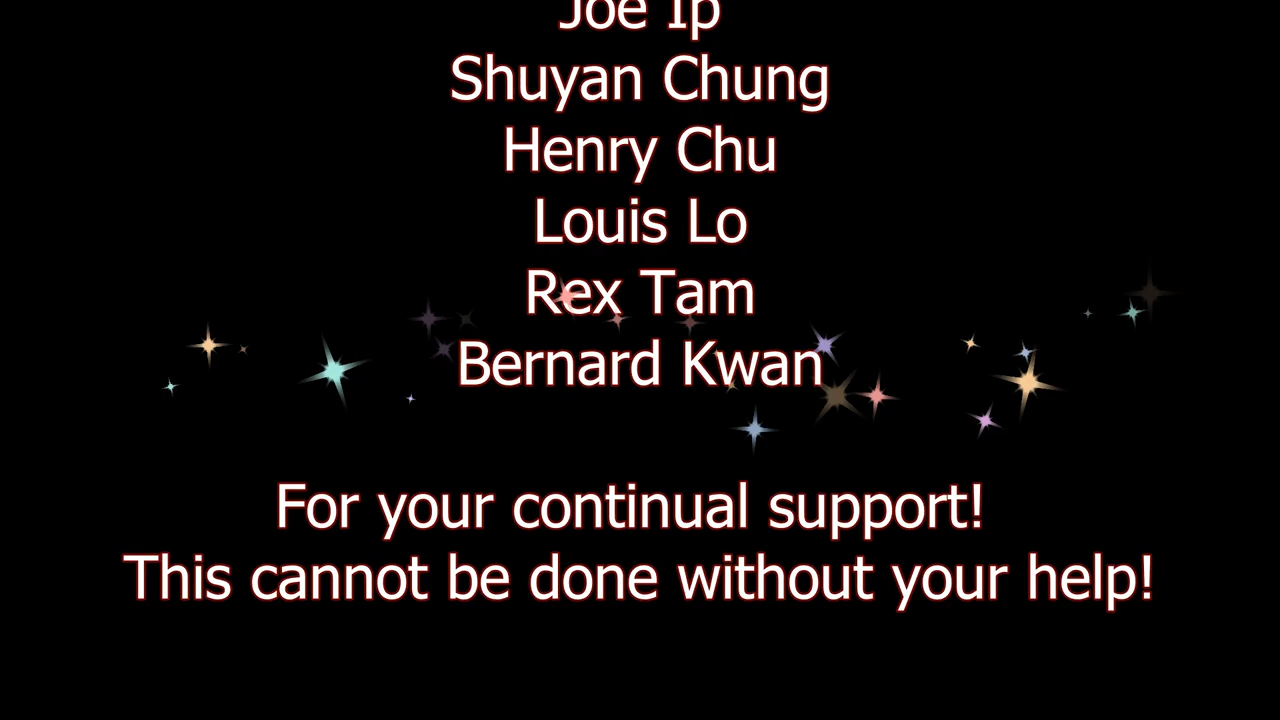 Joe Ip
Shuyan Chung
Henry Chu
Louis Lo
Rex Tam
Bernard Kwan
For your continual support!
This cannot be done without your help!